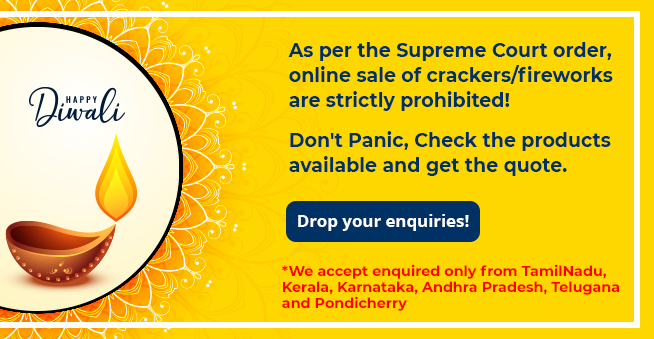 HAPPY
Diwali
As per the Supreme Court order,
online sale of crackers/fireworks
are strictly prohibited!
Don't Panic, Check the products
available and get the quote.
Drop your enquiries!
*We accept enquired only from TamilNadu,
Kerala, Karnataka, Andhra Pradesh, Telugana
and Pondicherry